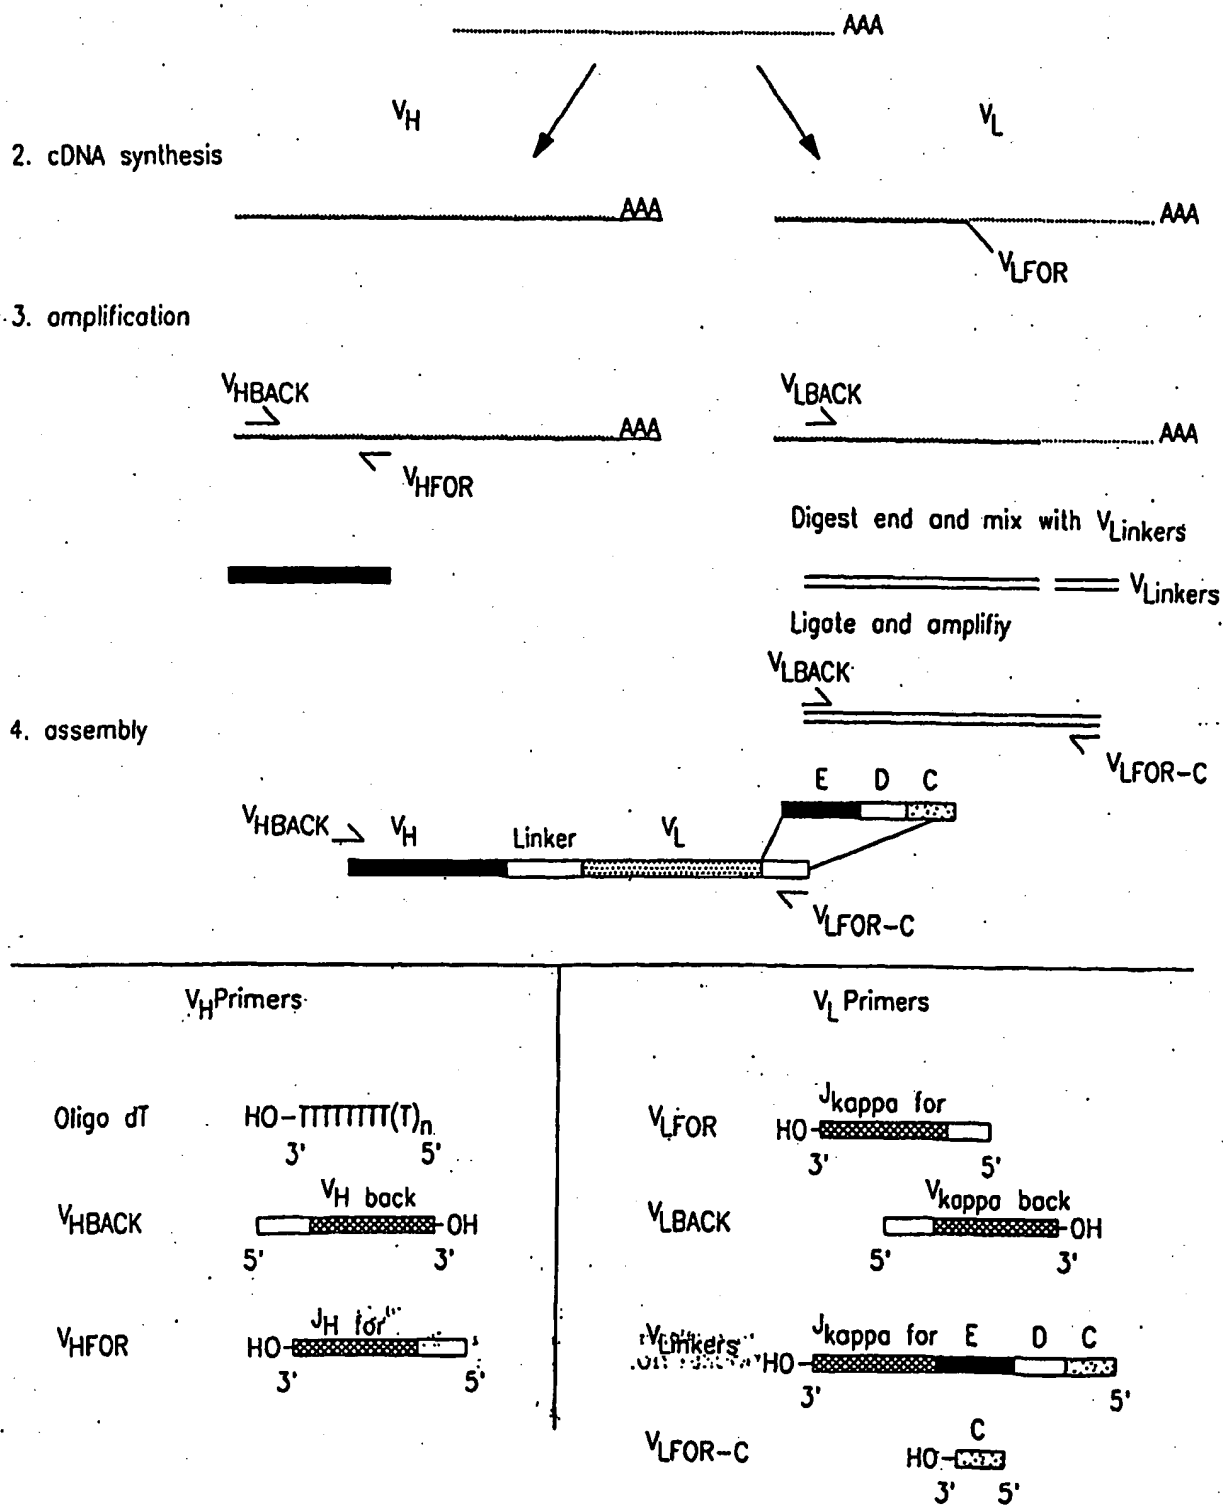 AAA
VH VL
2. cDNA synthesis
AAA AAA
VLFOR
3. amplification
VHBACK VLBACK
AAA AAA
VHFOR
Digest end and mix with VLinkers
VLinkers
Ligate and amplifiy
VLBACK
4. assembly
VLFOR-C
E D C
VHBACK VH Linker VL
VLFOR-C
VH Primers
Oligo dT HO-TTTTTTTT(T)n
3' 5'
VHBACK VH back -OH
5' 3'
VHFOR HO- JH for
3' 5'
VL Primers
VLFOR HO- Jkappa for
3' 5'
VLBACK Vkappa back -OH
5' 3'
VLinkers HO- Jkappa for E D C
3' 5'
VLFOR-C HO- C
3' 5'